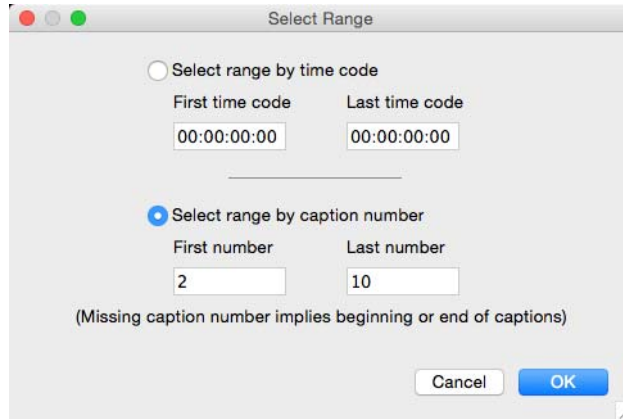 Select Range
Select range by time code
First time code Last time code
00:00:00:00 00:00:00:00
Select range by caption number
First number Last number
2 10
(Missing caption number implies beginning or end of captions)
Cancel OK